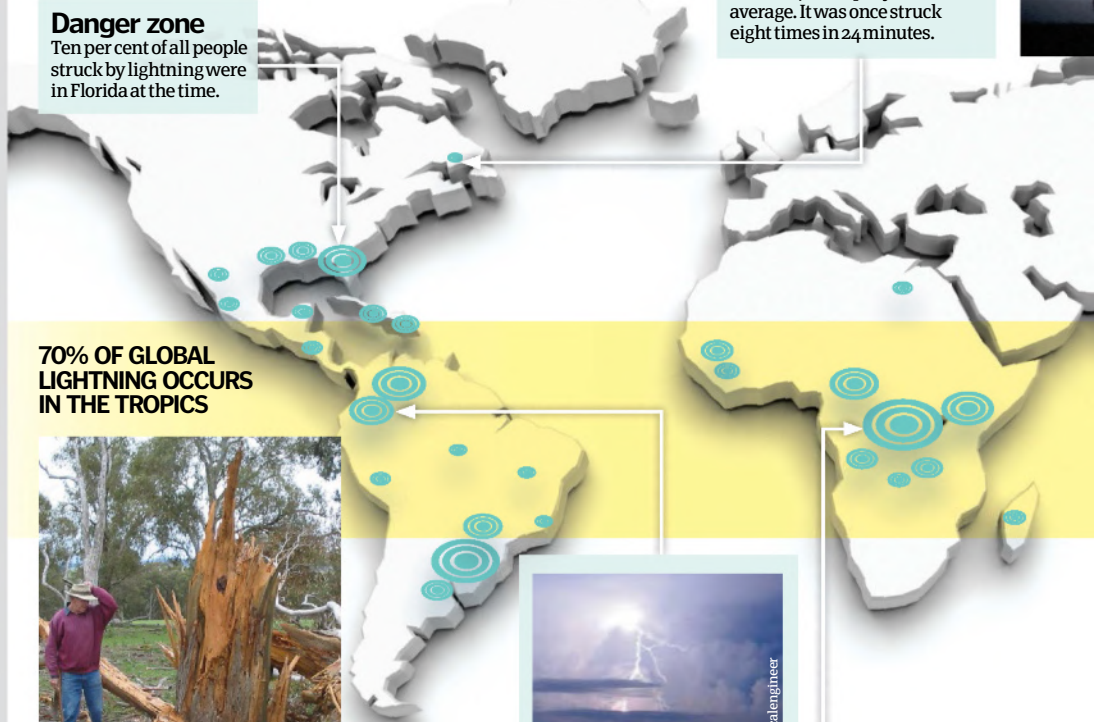 Danger zone
Ten per cent of all people
struck by lightning were
in Florida at the time.
average. It was once struck
eight times in 24 minutes.
70% OF GLOBAL
LIGHTNING OCCURS
IN THE TROPICS
alengineer